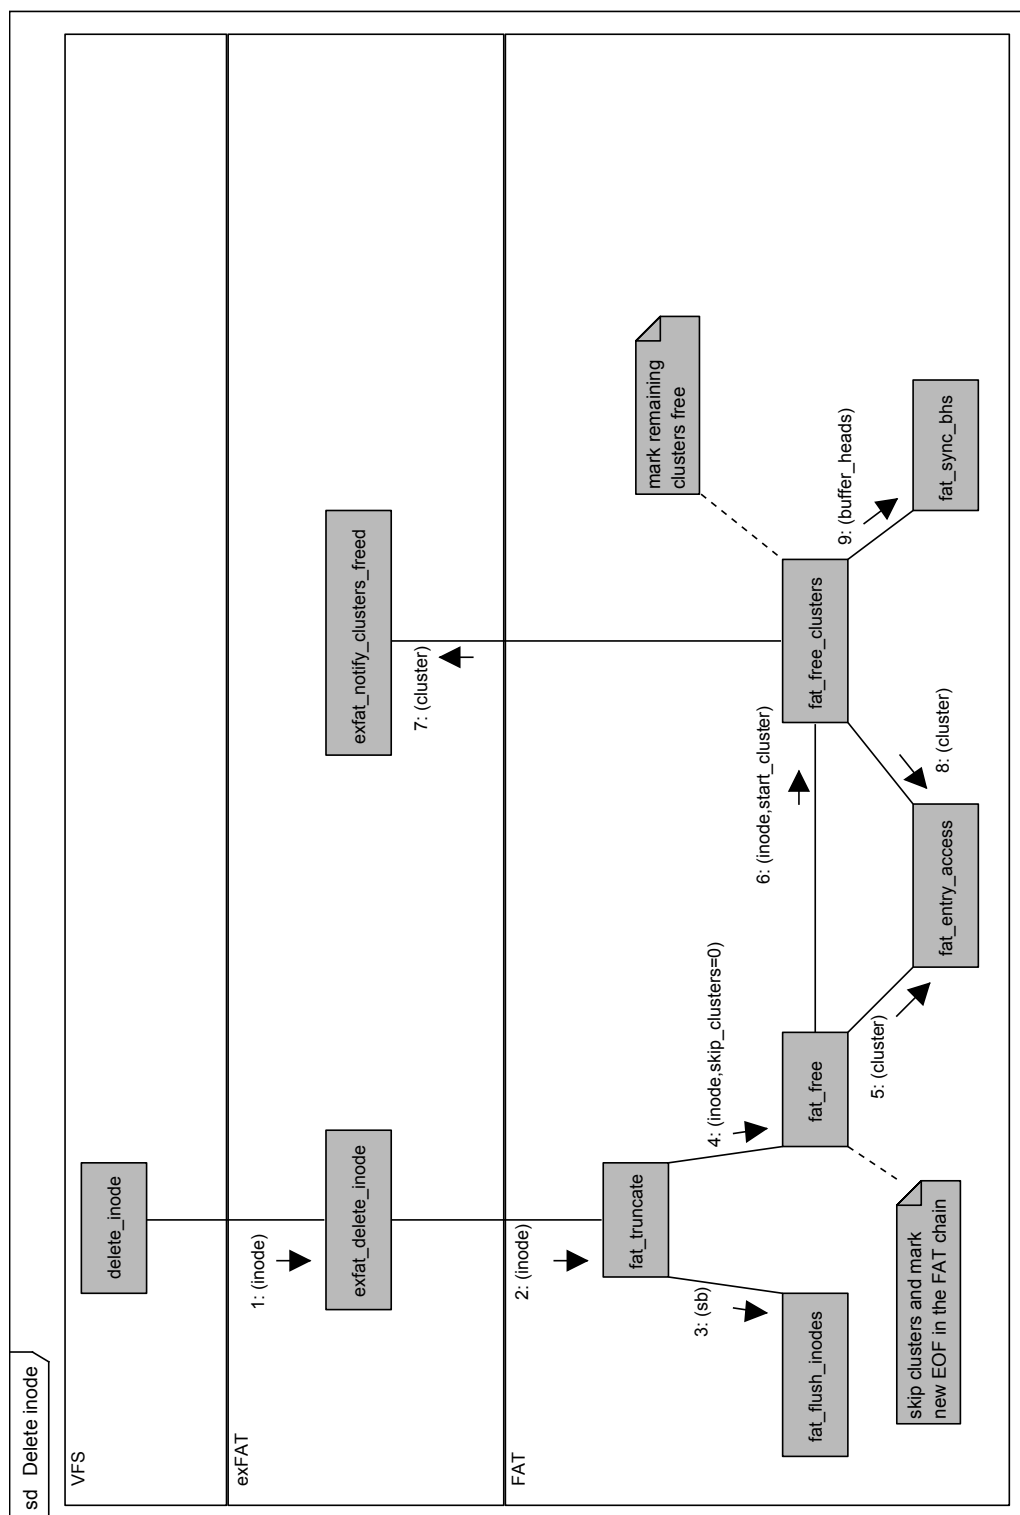 sd Delete inode
VFS
delete_inode
exFAT
1: (inode)
exfat_delete_inode
exfat_notify_clusters_freed
7: (cluster)
FAT
2: (inode)
fat_truncate
mark remaining
clusters free
3: (sb)
4: (inode,skip_clusters=0)
6: (inode,start_cluster)
fat_flush_inodes
fat_free
fat_free_clusters
9: (buffer_heads)
5: (cluster)
8: (cluster)
skip clusters and mark
new EOF in the FAT chain
fat_entry_access
fat_sync_bhs